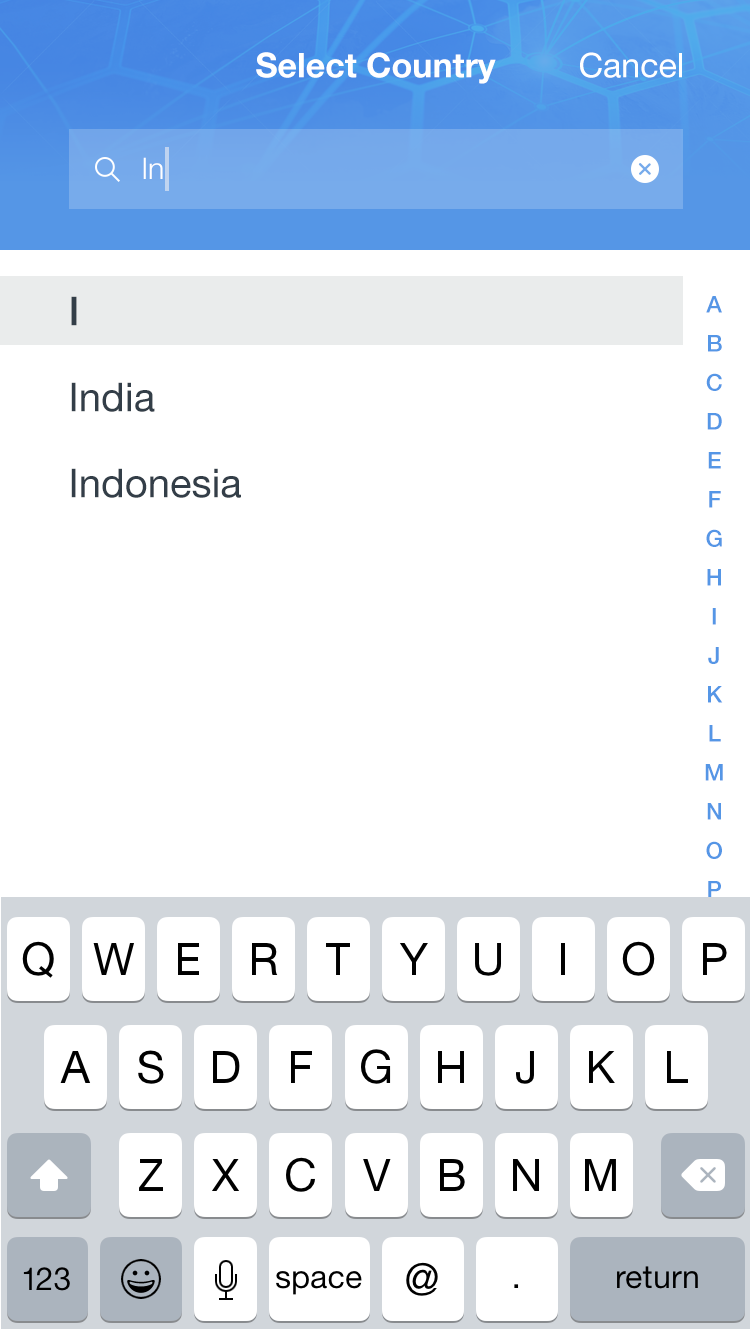 Select Country Cancel
In
I
India
Indonesia
A
B
C
D
E
F
G
H
I
J
K
L
M
N
O
P
Q W E R T Y U I O P
A S D F G H J K L
Z X C V B N M
123 space @ . return